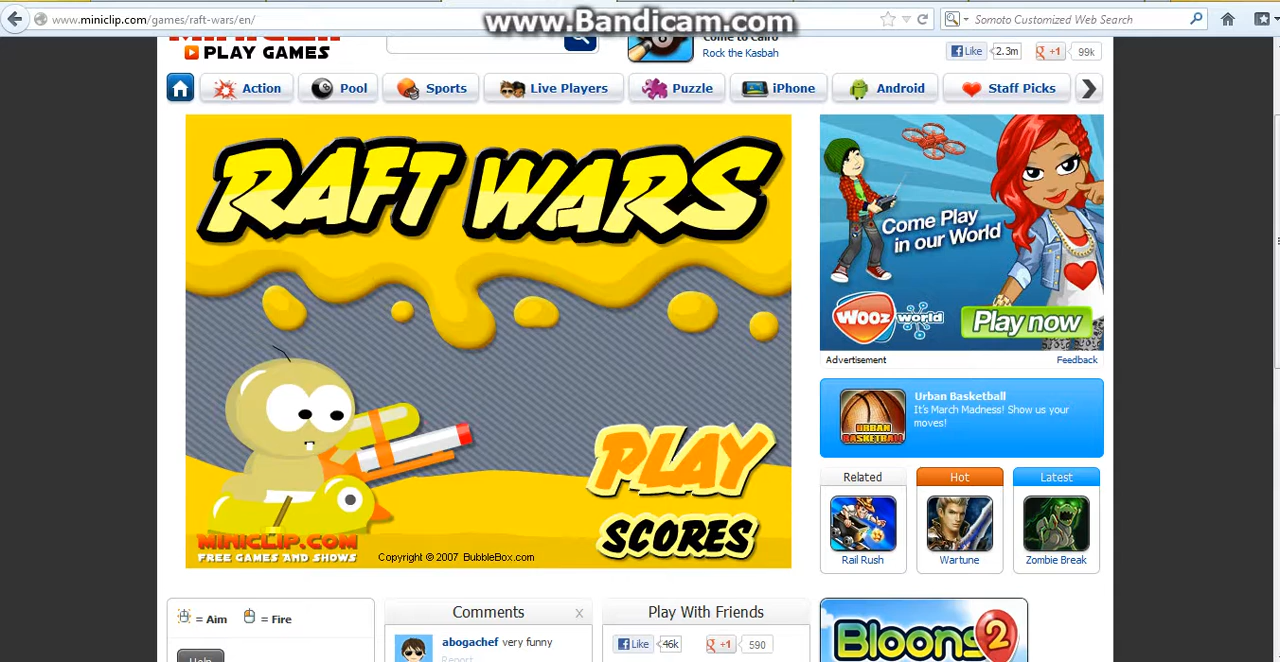 www.miniclip.com/games/raft-wars/en/
www.Bandicam.com
Somoto Customized Web Search
PLAY GAMES
Come to Cairo
Rock the Kasbah
Like
2.3m
+1
99k
Action
Pool
Sports
Live Players
Puzzle
iPhone
Android
Staff Picks
RAFT WARS
PLAY
SCORES
MINICLIP.COM
FREE GAMES AND SHOWS
Copyright © 2007 BubbleBox.com
Come Play
in our World
Wooz
world
Play now
Advertisement
Feedback
Urban Basketball
It's March Madness! Show us your
moves!
URBAN
BASKETBALL
Related
Hot
Latest
Rail Rush
Wartune
Zombie Break
= Aim
= Fire
Help
Comments
x
abogachef very funny
Report
Play With Friends
Like
46k
+1
590
Bloons 2